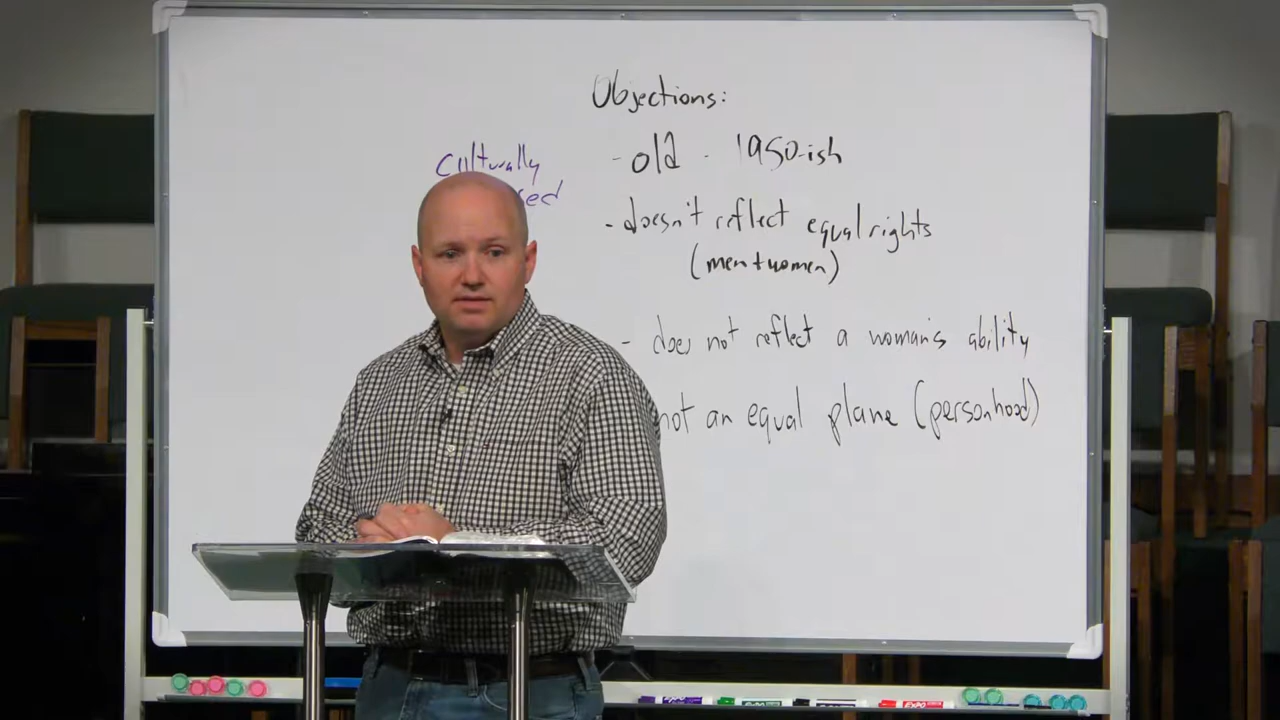 Objections:
- old - 1950-ish
culturally
- doesn't reflect equal rights
(men + women)
- does not reflect a woman's ability
not an equal plane (personhood)
EXPO